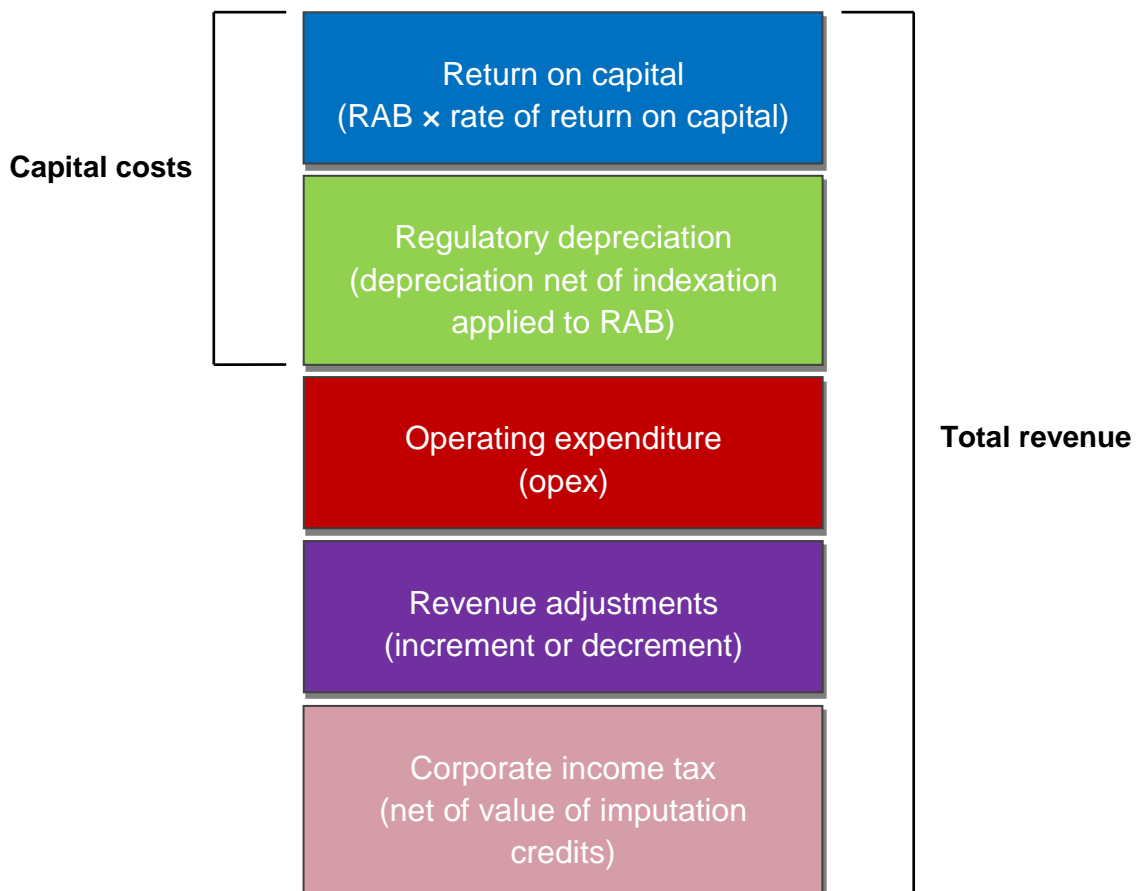 Return on capital
(RAB × rate of return on capital)
Capital costs
Regulatory depreciation
(depreciation net of indexation
applied to RAB)
Operating expenditure
(opex)
Total revenue
Revenue adjustments
(increment or decrement)
Corporate income tax
(net of value of imputation
credits)